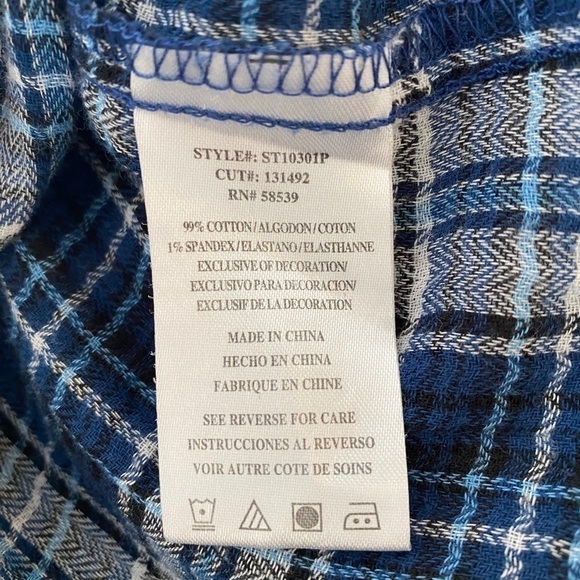 STYLE#: ST10301P
CUT#: 131492
RN# 58539
99% COTTON/ALGODON/COTON
1% SPANDEX/ELASTANO/ELASTHANNE
EXCLUSIVE OF DECORATION/
EXCLUSIVO PARA DECORACION/
EXCLUSIF DE LA DECORATION
MADE IN CHINA
HECHO EN CHINA
FABRIQUE EN CHINE
SEE REVERSE FOR CARE
INSTRUCCIONES AL REVERSO
VOIR AUTRE COTE DE SOINS